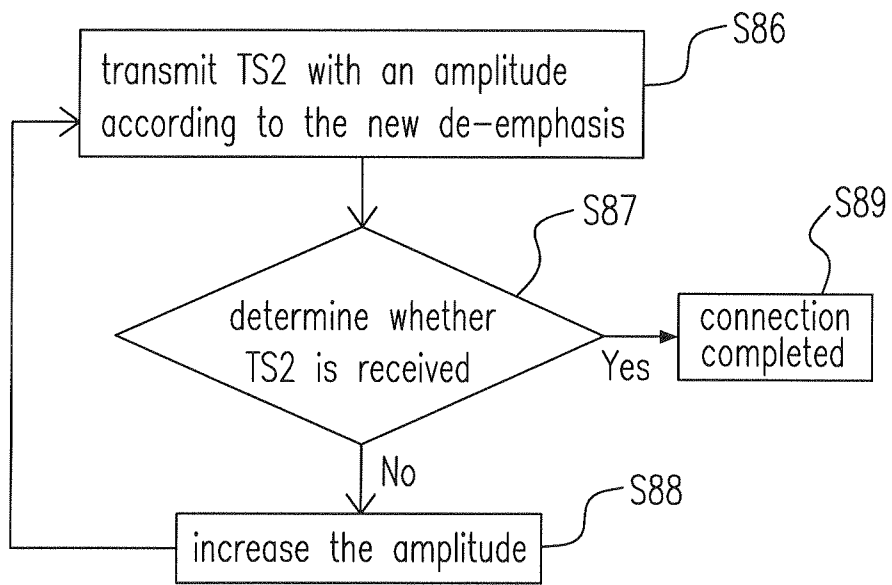 S86
transmit TS2 with an amplitude
according to the new de-emphasis
S87
S89
determine whether
TS2 is received
connection
completed
Yes
No
S88
increase the amplitude